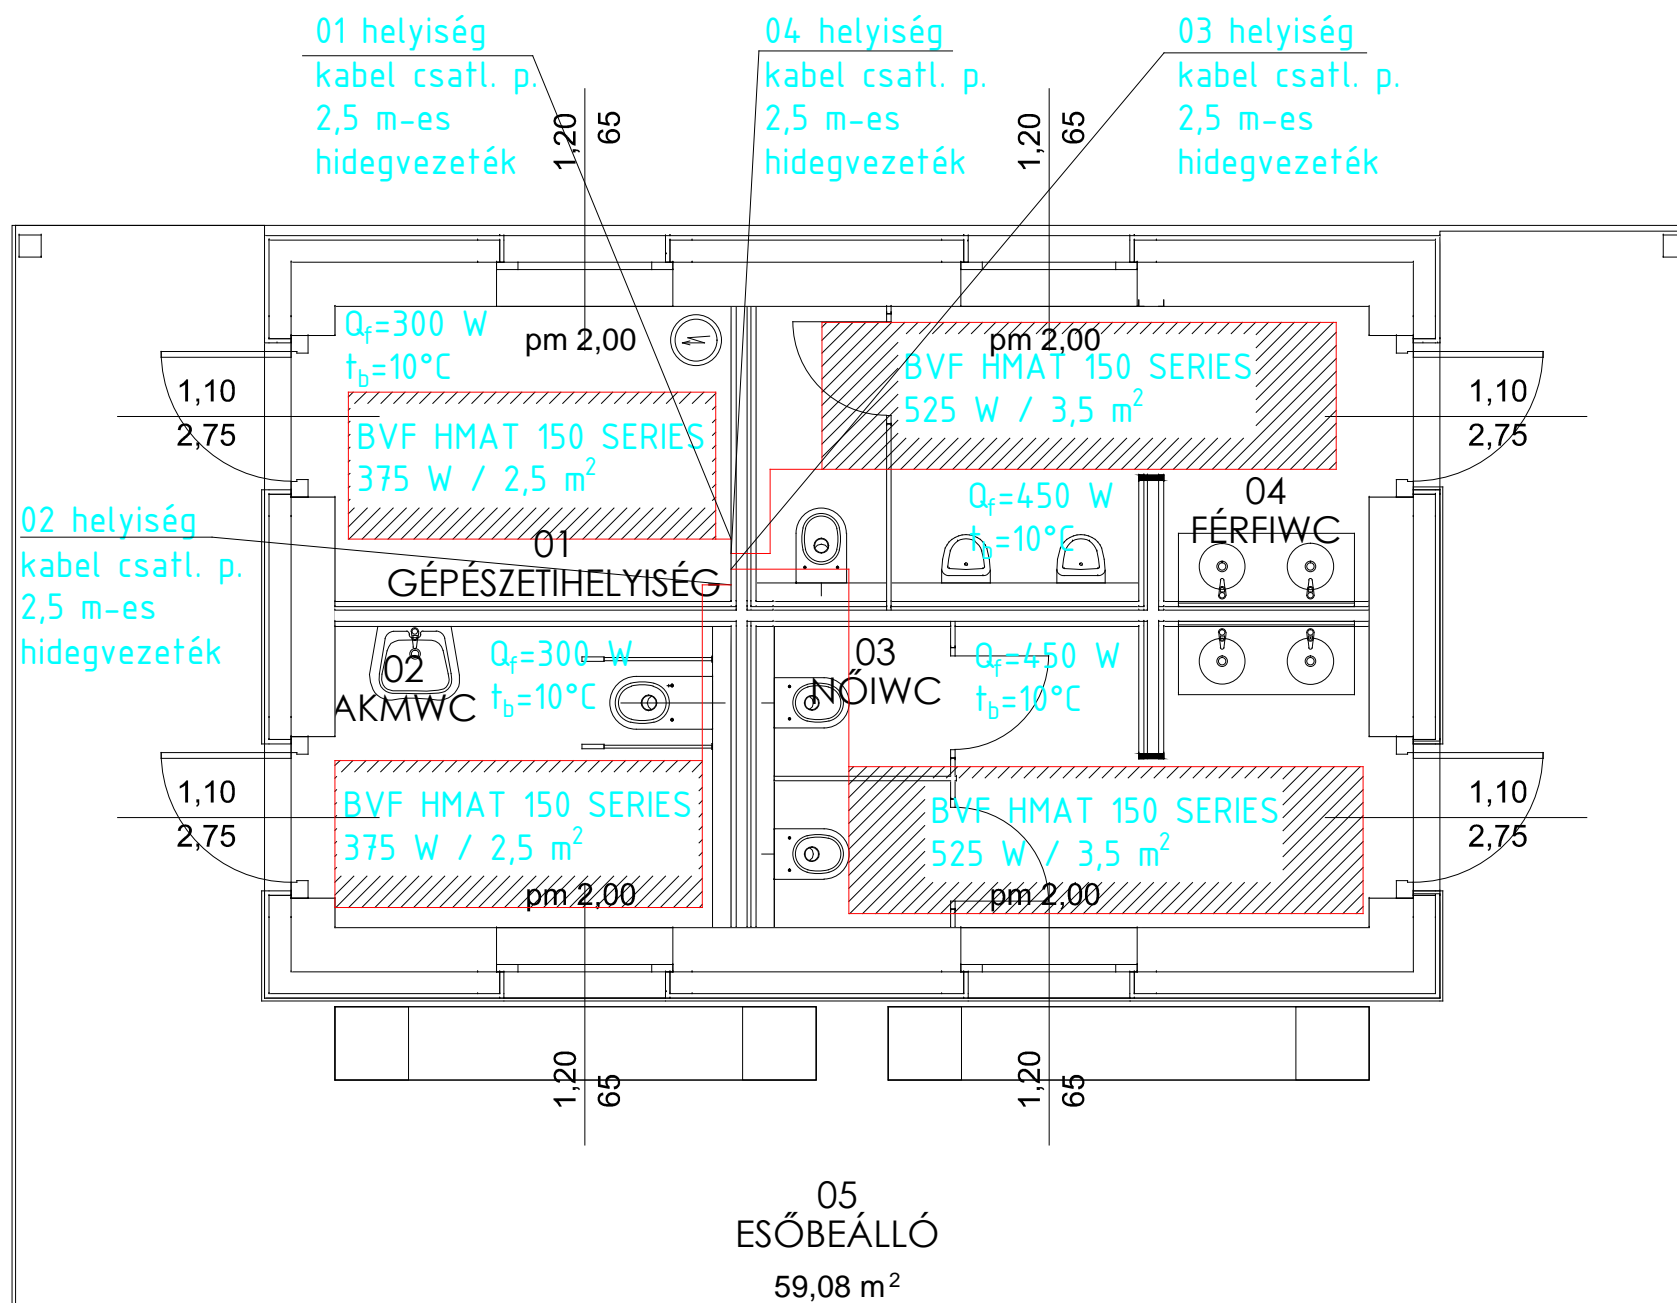 01 helyiség
kabel csatl. p.
2,5 m-es
hidegvezeték
04 helyiség
kabel csatl. p.
2,5 m-es
hidegvezeték
03 helyiség
kabel csatl. p.
2,5 m-es
hidegvezeték
1,20
65
1,20
65
Qf=300 W
tb=10°C
pm 2,00
pm 2,00
BVF HMAT 150 SERIES
525 W / 3,5 m²
1,10
2,75
BVF HMAT 150 SERIES
375 W / 2,5 m²
1,10
2,75
02 helyiség
kabel csatl. p.
2,5 m-es
hidegvezeték
01
GÉPÉSZETIHELYISÉG
Qf=450 W
tb=10°C
04
FÉRFIWC
02
AKMWC
Qf=300 W
tb=10°C
03
NŐIWC
Qf=450 W
tb=10°C
1,10
2,75
BVF HMAT 150 SERIES
375 W / 2,5 m²
pm 2,00
BVF HMAT 150 SERIES
525 W / 3,5 m²
pm 2,00
1,10
2,75
1,20
65
1,20
65
05
ESŐBEÁLLÓ
59,08 m²